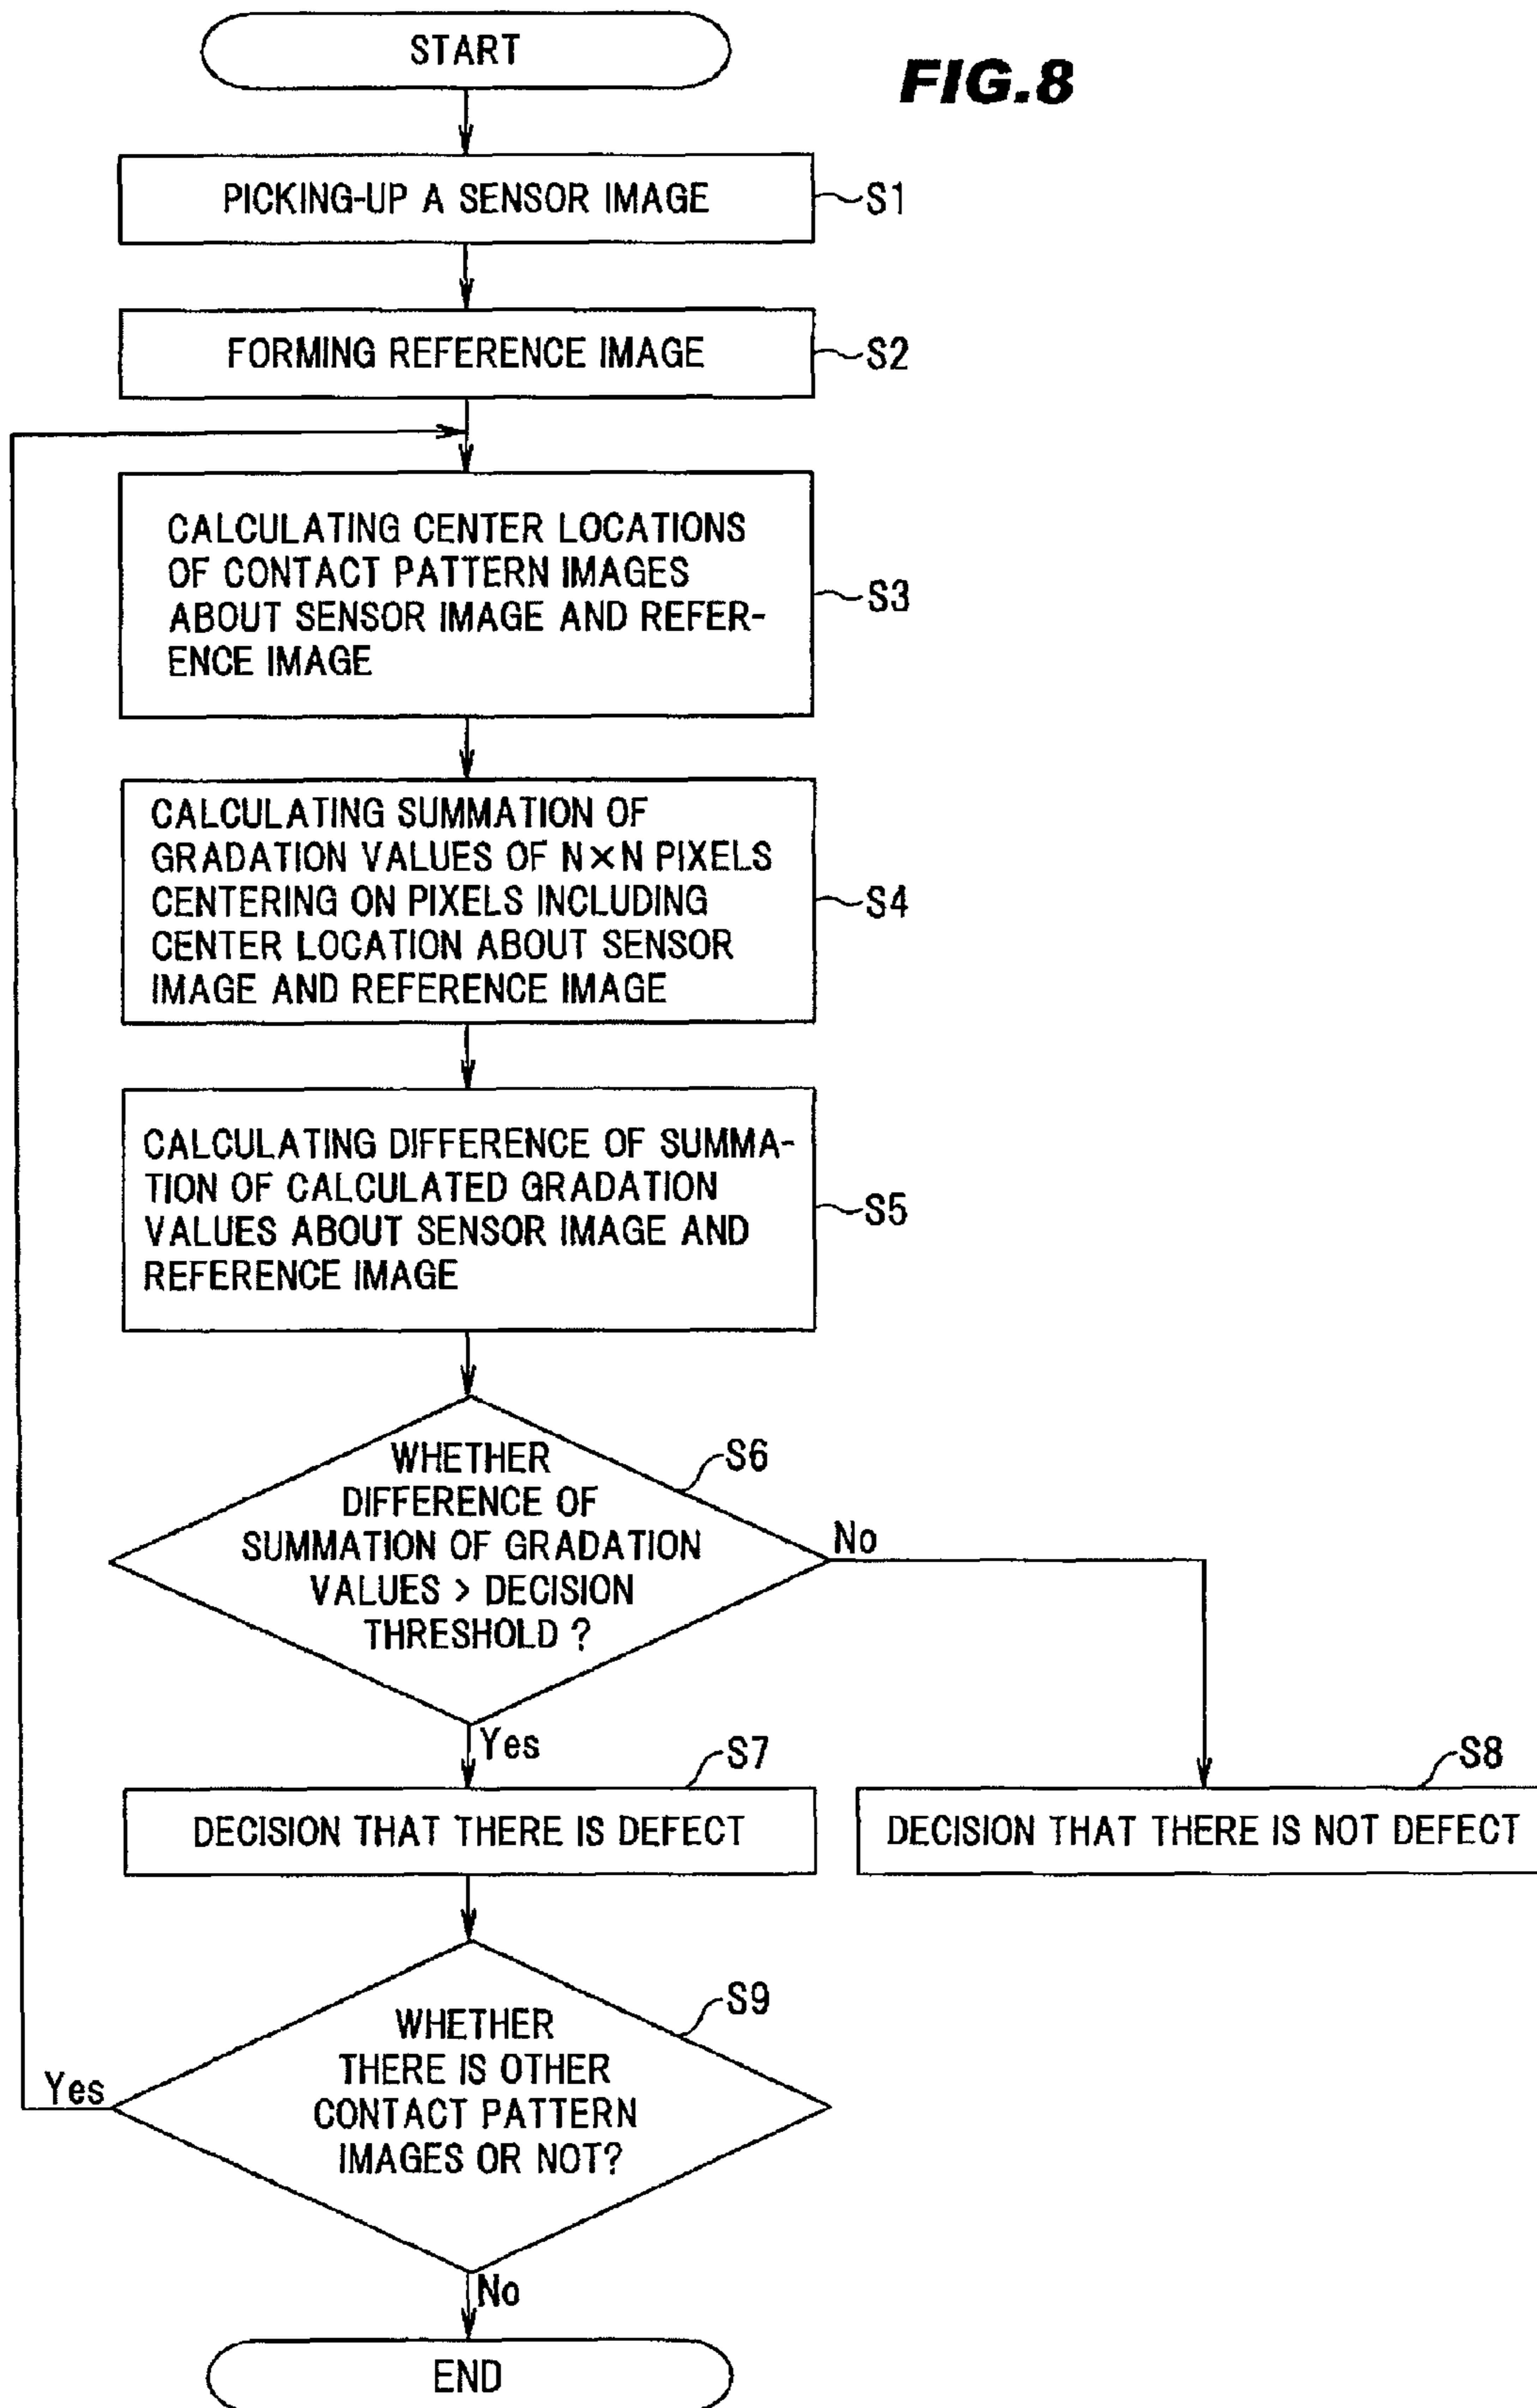 START
FIG.8
PICKING-UP A SENSOR IMAGE
S1
FORMING REFERENCE IMAGE
S2
CALCULATING CENTER LOCATIONS
OF CONTACT PATTERN IMAGES
ABOUT SENSOR IMAGE AND REFER-
ENCE IMAGE
S3
CALCULATING SUMMATION OF
GRADATION VALUES OF N×N PIXELS
CENTERING ON PIXELS INCLUDING
CENTER LOCATION ABOUT SENSOR
IMAGE AND REFERENCE IMAGE
S4
CALCULATING DIFFERENCE OF SUMMA-
TION OF CALCULATED GRADATION
VALUES ABOUT SENSOR IMAGE AND
REFERENCE IMAGE
S5
WHETHER
DIFFERENCE OF
SUMMATION OF GRADATION
VALUES > DECISION
THRESHOLD ?
S6
No
Yes
S7
DECISION THAT THERE IS DEFECT
S8
DECISION THAT THERE IS NOT DEFECT
WHETHER
THERE IS OTHER
CONTACT PATTERN
IMAGES OR NOT?
S9
Yes
No
END